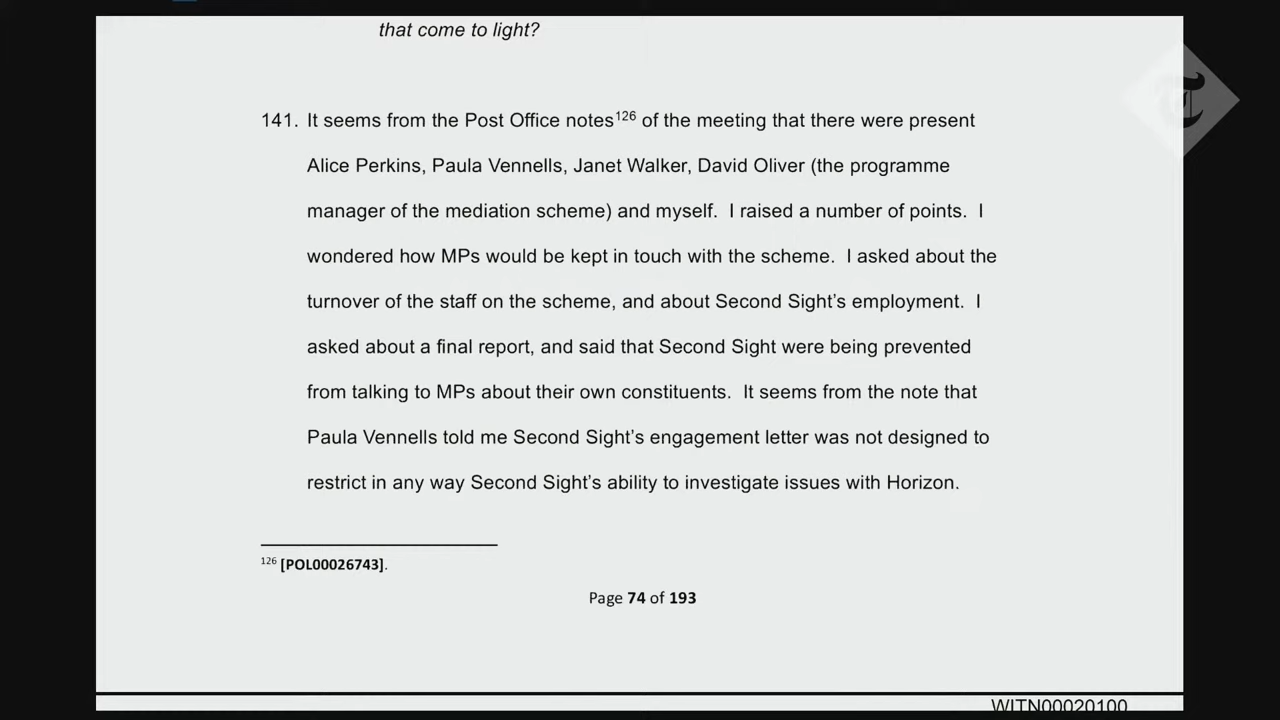 that come to light?
141. It seems from the Post Office notes126 of the meeting that there were present
Alice Perkins, Paula Vennells, Janet Walker, David Oliver (the programme
manager of the mediation scheme) and myself. I raised a number of points. I
wondered how MPs would be kept in touch with the scheme. I asked about the
turnover of the staff on the scheme, and about Second Sight’s employment. I
asked about a final report, and said that Second Sight were being prevented
from talking to MPs about their own constituents. It seems from the note that
Paula Vennells told me Second Sight’s engagement letter was not designed to
restrict in any way Second Sight’s ability to investigate issues with Horizon.
126 [POL00026743].
Page 74 of 193
WITN00020100